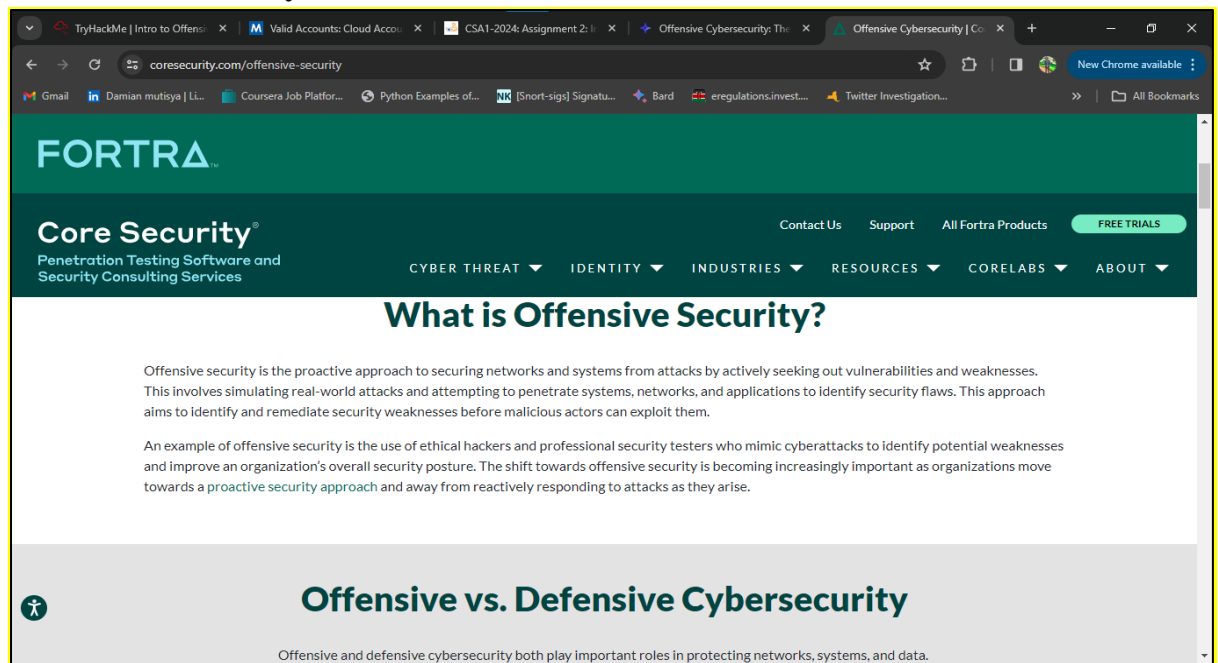 TryHackMe | Intro to Offensi
Valid Accounts: Cloud Accou
CSA1-2024: Assignment 2: In
Offensive Cybersecurity: The
Offensive Cybersecurity | Co
coresecurity.com/offensive-security
New Chrome available
Gmail
Damian mutisya | Li...
Coursera Job Platfor...
Python Examples of...
NK [Snort-sigs] Signatu...
Bard
eregulations.invest....
Twitter Investigation...
All Bookmarks
FORTRA™
Core Security®
Penetration Testing Software and
Security Consulting Services
Contact Us Support All Fortra Products FREE TRIALS
CYBER THREAT IDENTITY INDUSTRIES RESOURCES CORELABS ABOUT
What is Offensive Security?
Offensive security is the proactive approach to securing networks and systems from attacks by actively seeking out vulnerabilities and weaknesses.
This involves simulating real-world attacks and attempting to penetrate systems, networks, and applications to identify security flaws. This approach
aims to identify and remediate security weaknesses before malicious actors can exploit them.
An example of offensive security is the use of ethical hackers and professional security testers who mimic cyberattacks to identify potential weaknesses
and improve an organization's overall security posture. The shift towards offensive security is becoming increasingly important as organizations move
towards a proactive security approach and away from reactively responding to attacks as they arise.
Offensive vs. Defensive Cybersecurity
Offensive and defensive cybersecurity both play important roles in protecting networks, systems, and data.